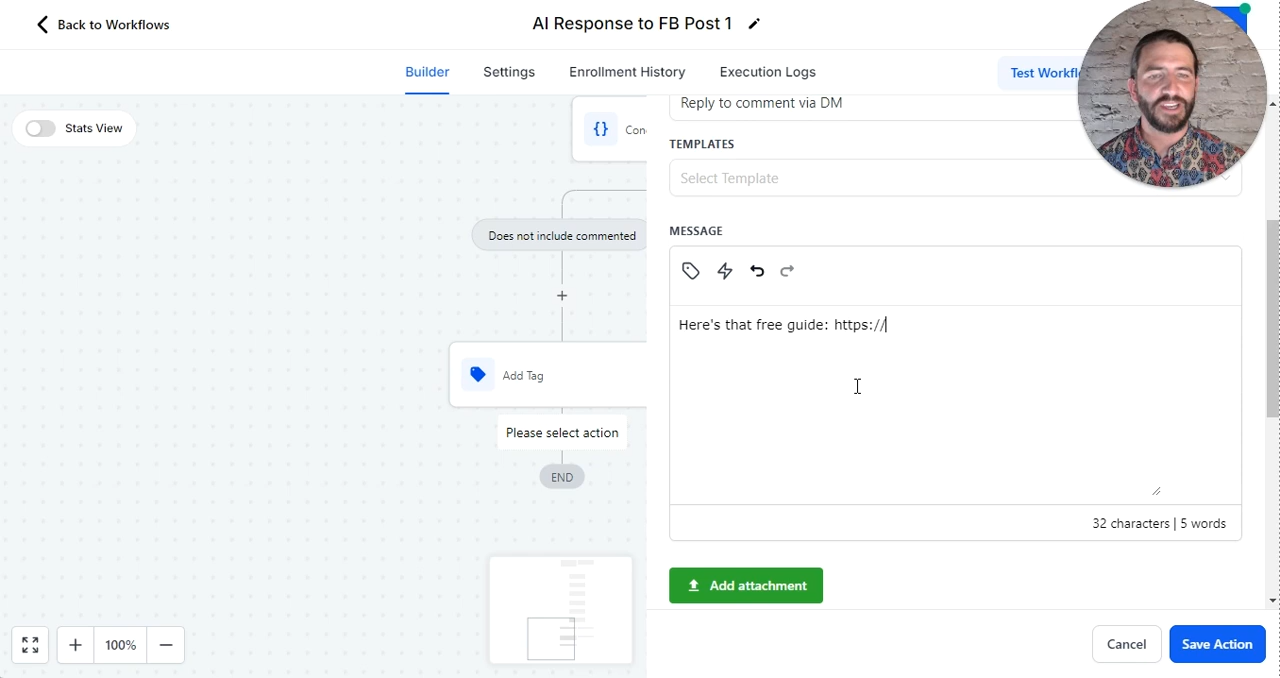 Back to Workflows
AI Response to FB Post 1
Builder
Settings
Enrollment History
Execution Logs
Test
Stats View
{}
Reply to comment via DM
TEMPLATES
Select Template
MESSAGE
Does not include commented
Here's that free guide: https://
Add Tag
Please select action
END
32 characters | 5 words
Add attachment
100%
Cancel
Save Action